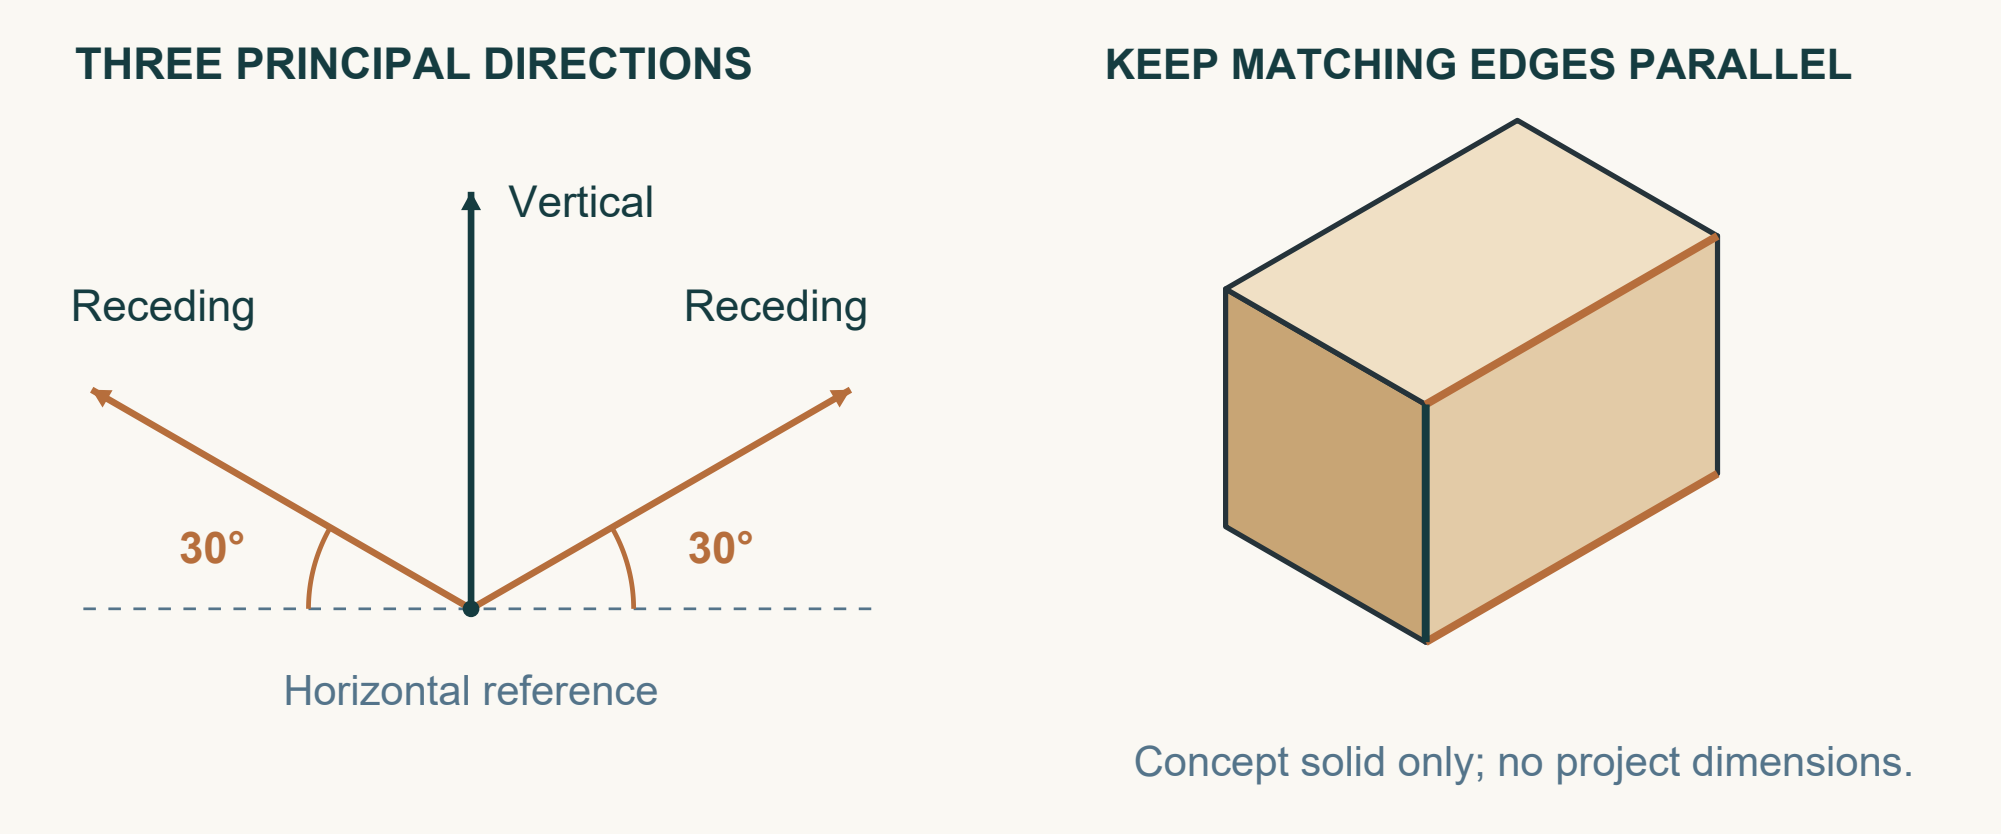 THREE PRINCIPAL DIRECTIONS
Vertical
Receding
Receding
30°
30°
Horizontal reference
KEEP MATCHING EDGES PARALLEL
Concept solid only; no project dimensions.